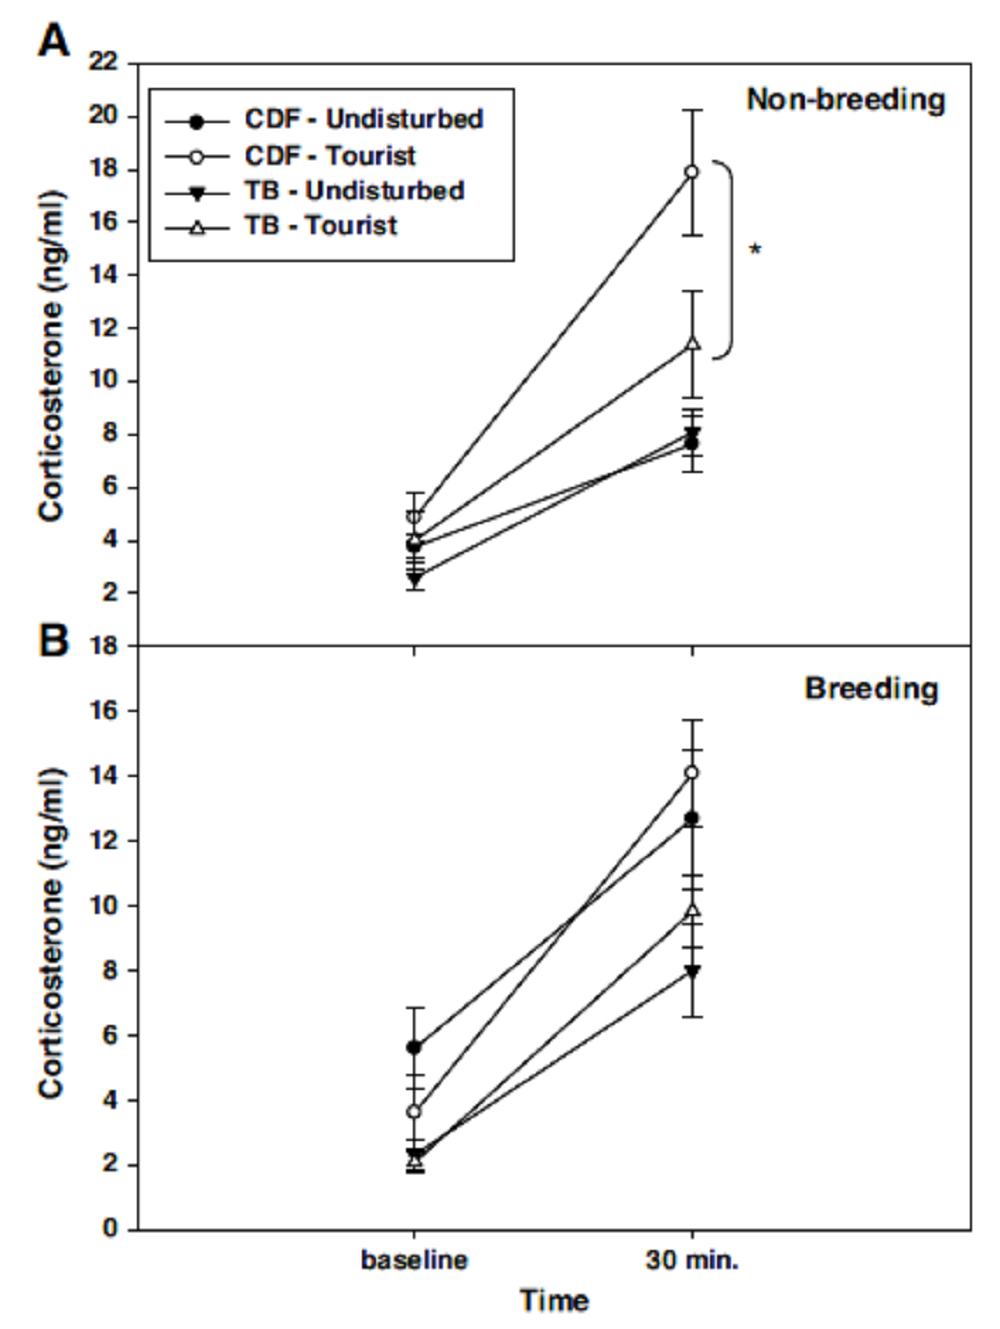 A
Non-breeding
CDF - Undisturbed
CDF - Tourist
TB - Undisturbed
TB - Tourist
22
20
18
16
14
12
10
8
6
4
2
Corticosterone (ng/ml)
*
B
Breeding
18
16
14
12
10
8
6
4
2
0
Corticosterone (ng/ml)
baseline
30 min.
Time